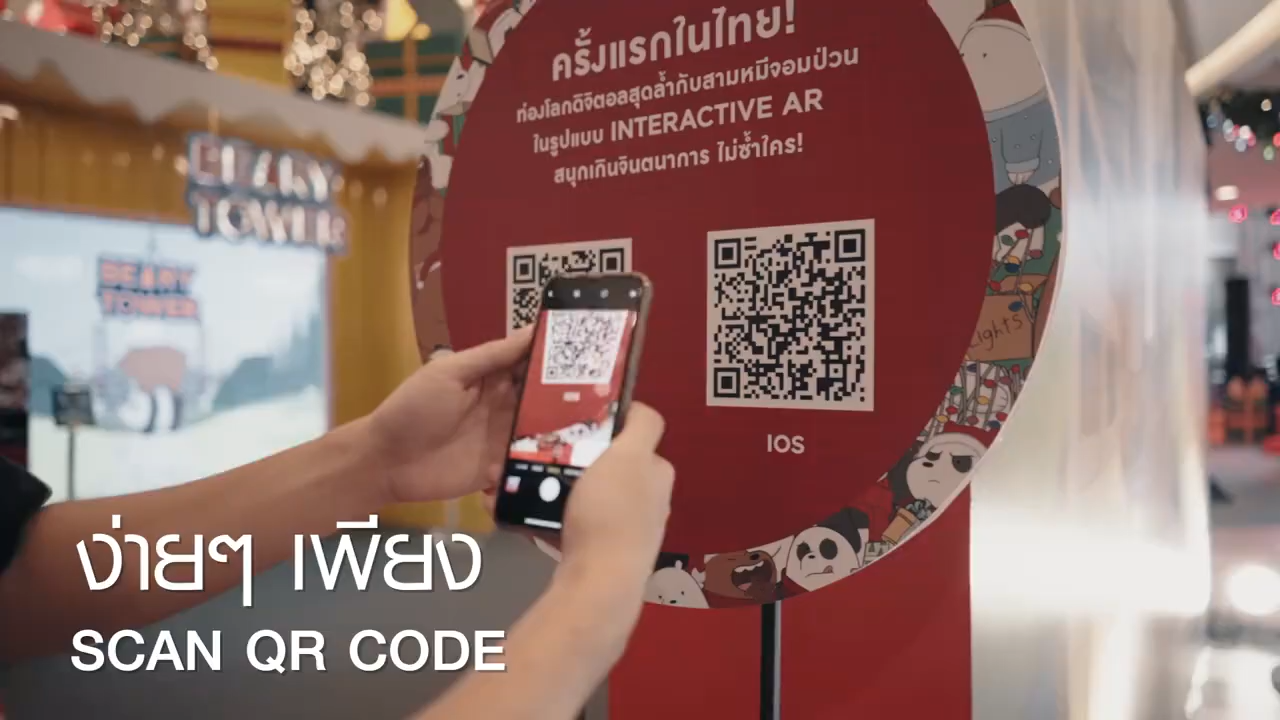 ครั้งแรกในไทย!
ท่องโลกดิจิตอลสุดล้ำกับสามหมีจอมป่วน
ในรูปแบบ INTERACTIVE AR
สนุกเกินจินตนาการ ไม่ซ้ำใคร!
BEARY
TOWER
BEARY
TOWER
Lights
IOS
ง่ายๆ เพียง
SCAN QR CODE